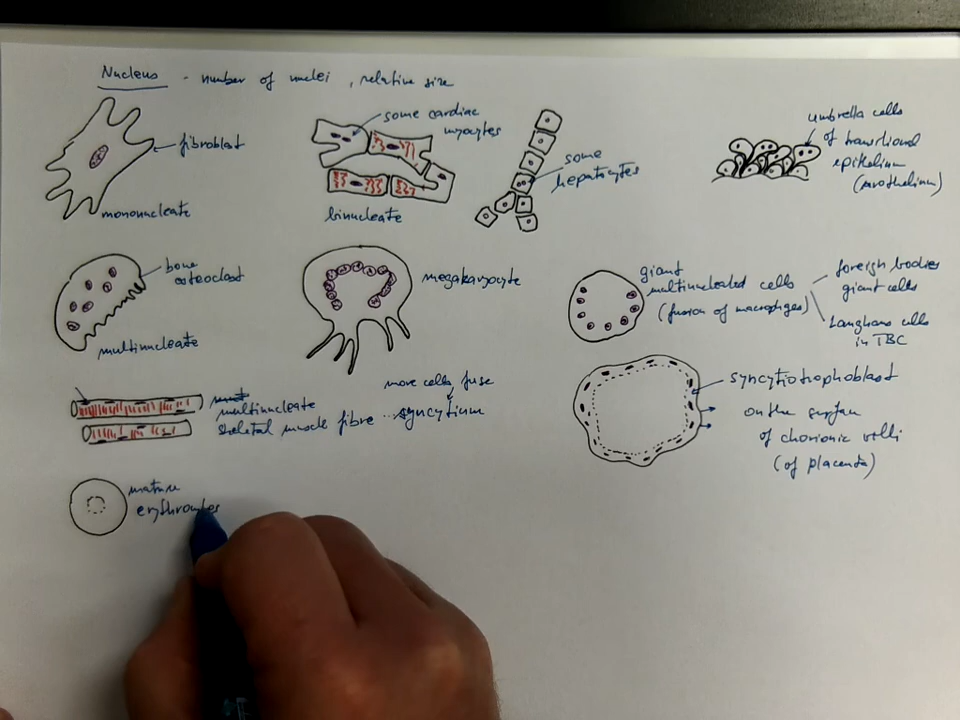 Nucleus - number of nuclei, relative size
fibroblast
mononucleate
some cardiac
myocytes
binucleate
some
hepatocytes
umbrella cells
of transitional
epithelium
(urothelium)
bone
osteoclast
multinucleate
megakaryocyte
giant
multinucleated cells
(fusion of macrophages)
foreign bodies
giant cells
Langhans cells
in TBC
multinucleate
skeletal muscle fibre ... syncytium
more cells fuse
syncytiotrophoblast
on the surface
of chorionic villi
(of placenta)
mature
erythrocytes